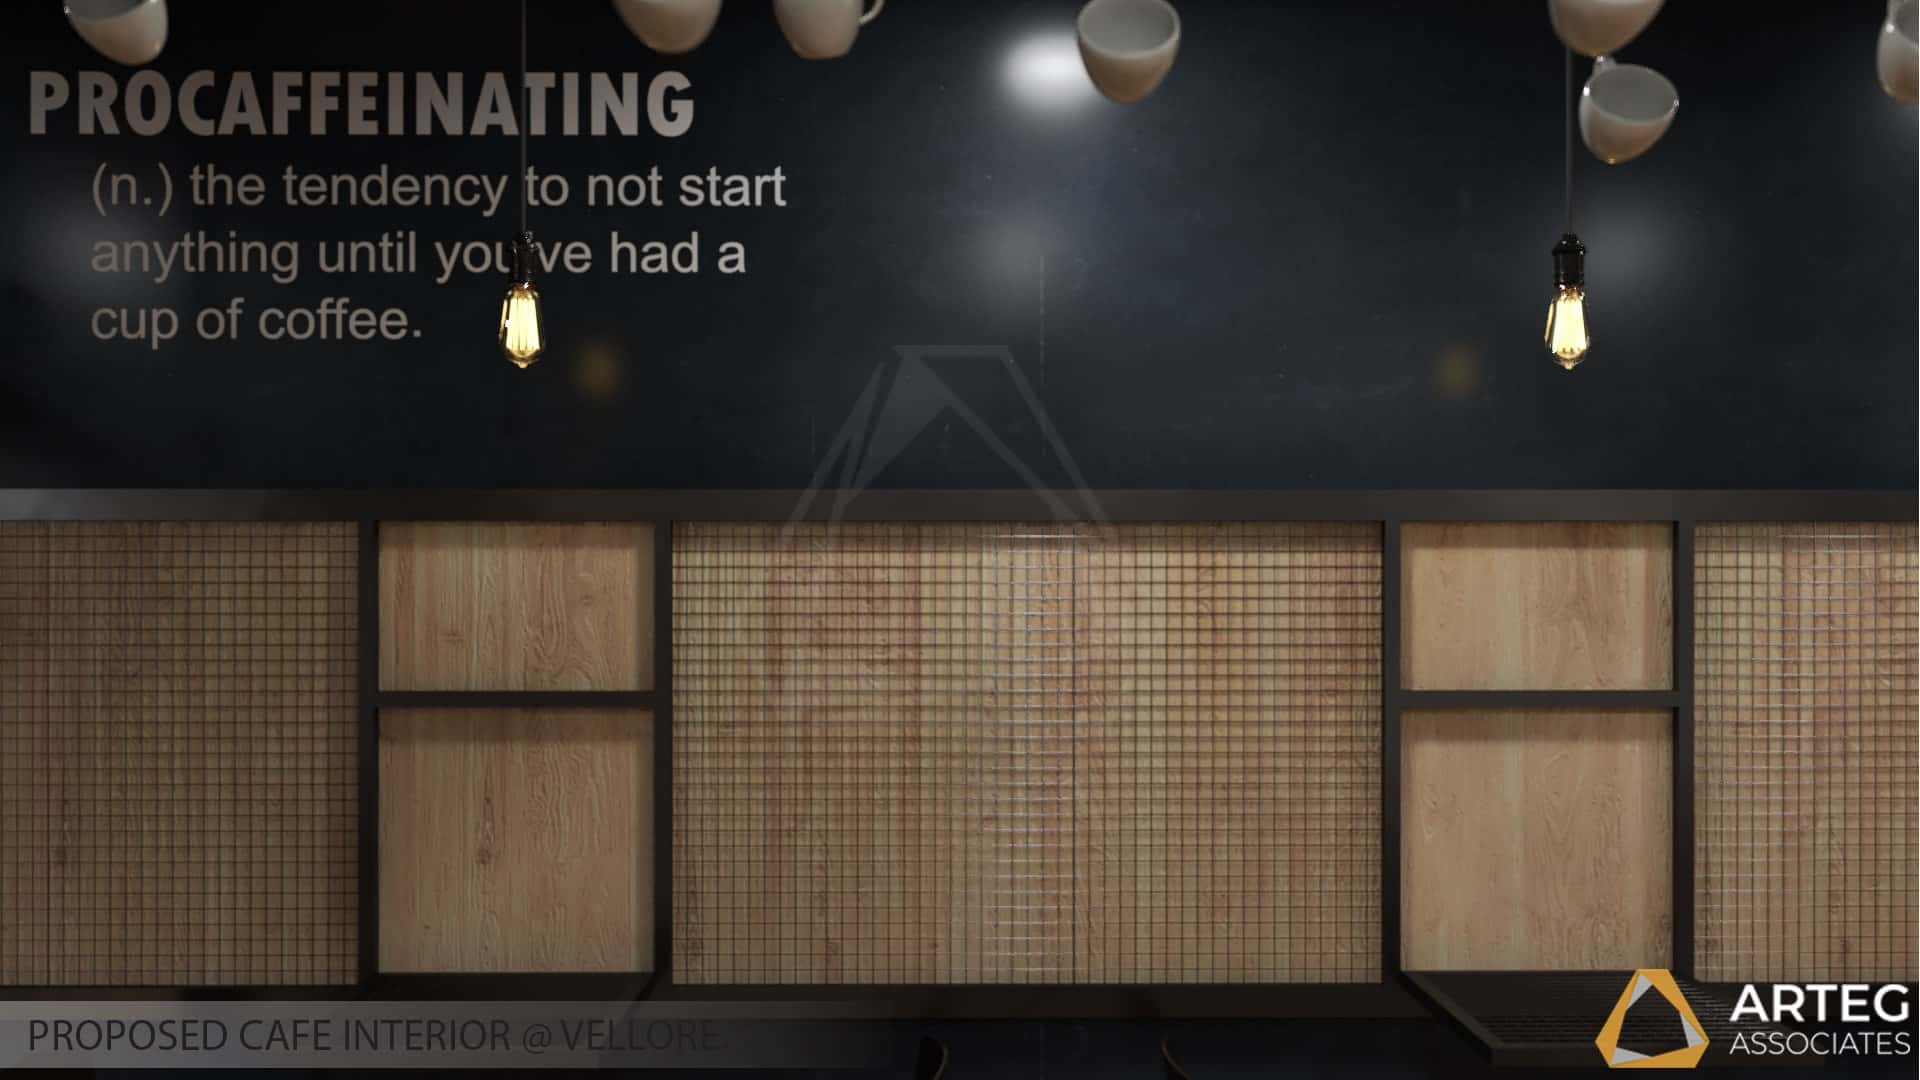 PROCAFFEINATING
(n.) the tendency to not start
anything until you've had a
cup of coffee.
PROPOSED CAFE INTERIOR @ VELLORE.
ARTEG
ASSOCIATES